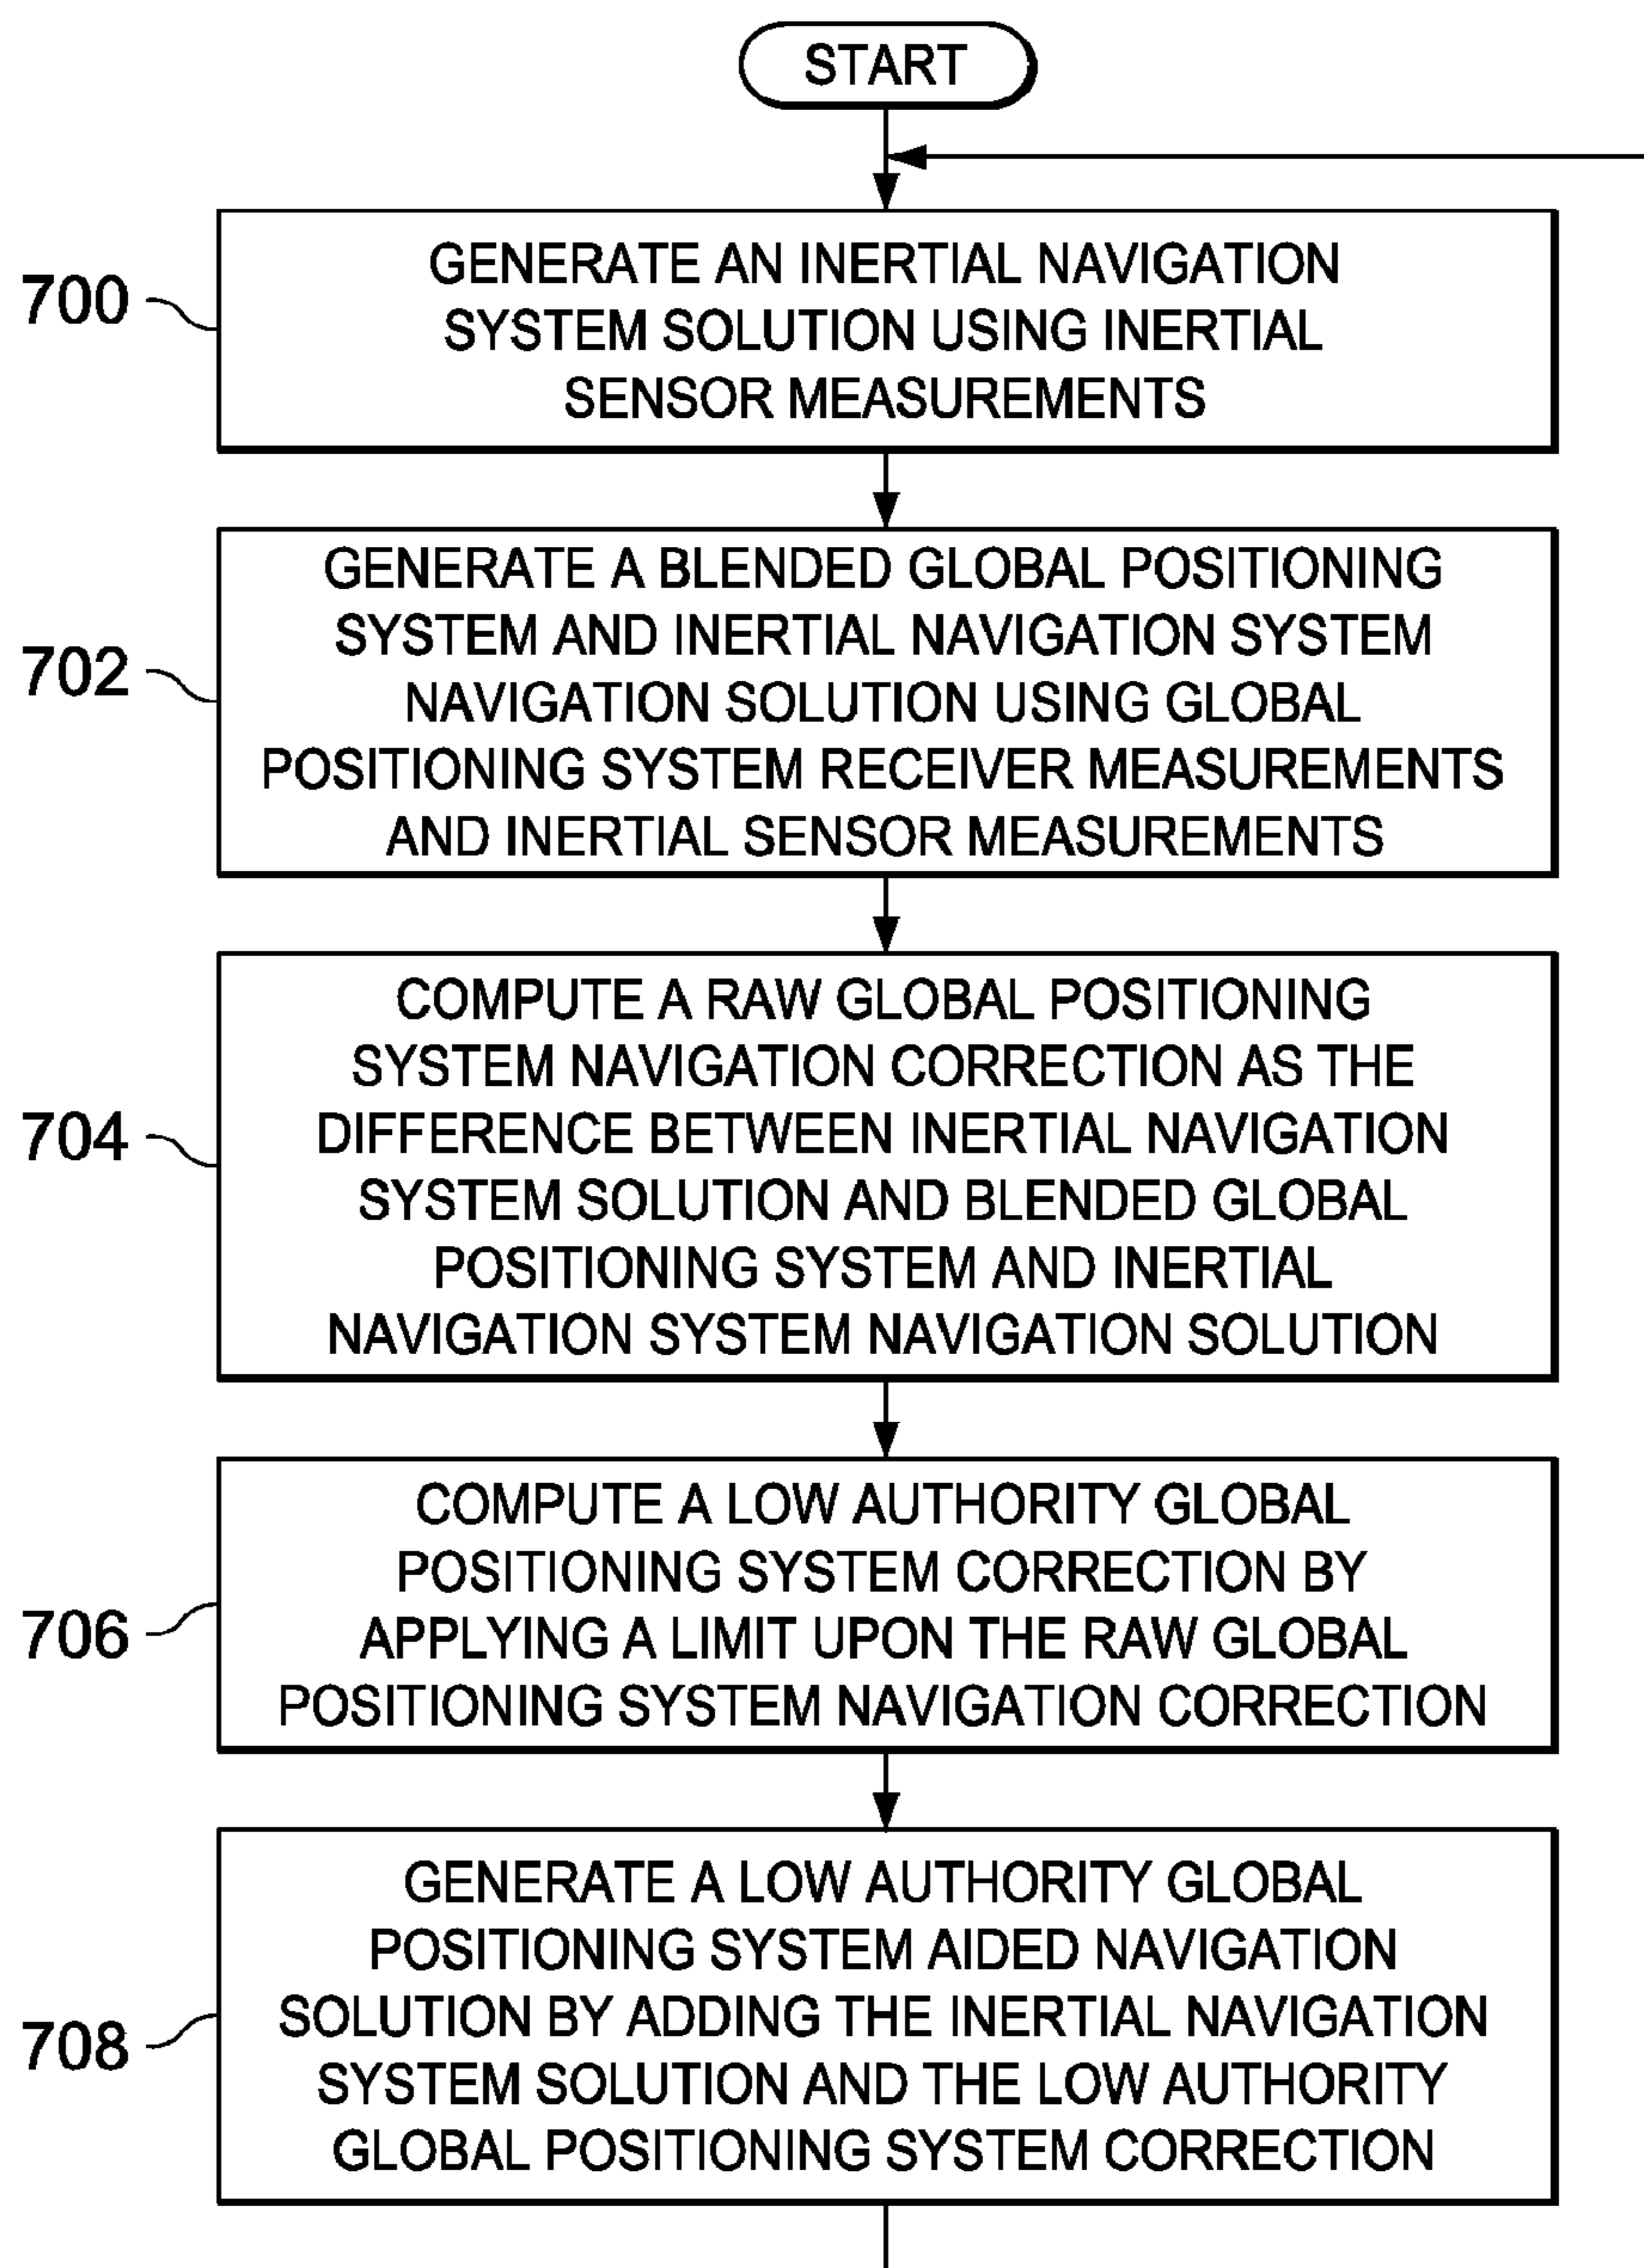 START
700
GENERATE AN INERTIAL NAVIGATION
SYSTEM SOLUTION USING INERTIAL
SENSOR MEASUREMENTS
702
GENERATE A BLENDED GLOBAL POSITIONING
SYSTEM AND INERTIAL NAVIGATION SYSTEM
NAVIGATION SOLUTION USING GLOBAL
POSITIONING SYSTEM RECEIVER MEASUREMENTS
AND INERTIAL SENSOR MEASUREMENTS
704
COMPUTE A RAW GLOBAL POSITIONING
SYSTEM NAVIGATION CORRECTION AS THE
DIFFERENCE BETWEEN INERTIAL NAVIGATION
SYSTEM SOLUTION AND BLENDED GLOBAL
POSITIONING SYSTEM AND INERTIAL
NAVIGATION SYSTEM NAVIGATION SOLUTION
706
COMPUTE A LOW AUTHORITY GLOBAL
POSITIONING SYSTEM CORRECTION BY
APPLYING A LIMIT UPON THE RAW GLOBAL
POSITIONING SYSTEM NAVIGATION CORRECTION
708
GENERATE A LOW AUTHORITY GLOBAL
POSITIONING SYSTEM AIDED NAVIGATION
SOLUTION BY ADDING THE INERTIAL NAVIGATION
SYSTEM SOLUTION AND THE LOW AUTHORITY
GLOBAL POSITIONING SYSTEM CORRECTION